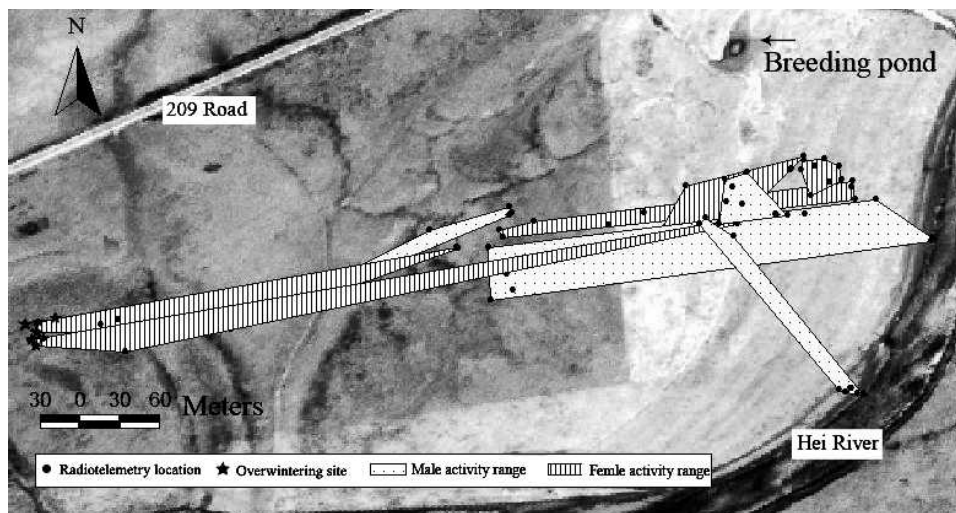 N
Breeding pond
209 Road
30 0 30 60 Meters
Hei River
Radiotelemetry location Overwintering site Male activity range Femle activity range